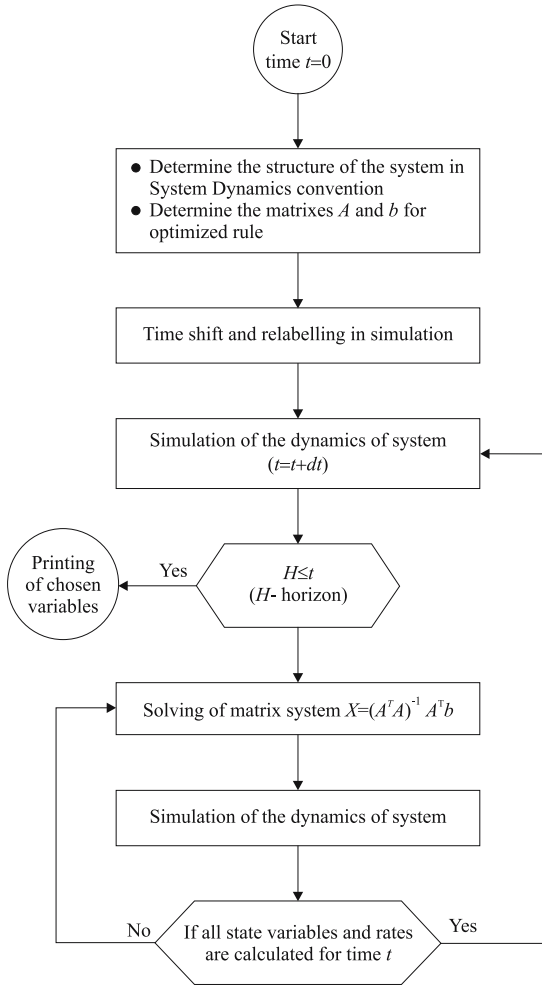 Start
time t=0
● Determine the structure of the system in
System Dynamics convention
● Determine the matrixes A and b for
optimized rule
Time shift and relabelling in simulation
Simulation of the dynamics of system
(t=t+dt)
Printing
of chosen
variables
Yes
H≤t
(H- horizon)
Solving of matrix system X=(AᵀA)⁻¹ Aᵀb
Simulation of the dynamics of system
No
If all state variables and rates
are calculated for time t
Yes